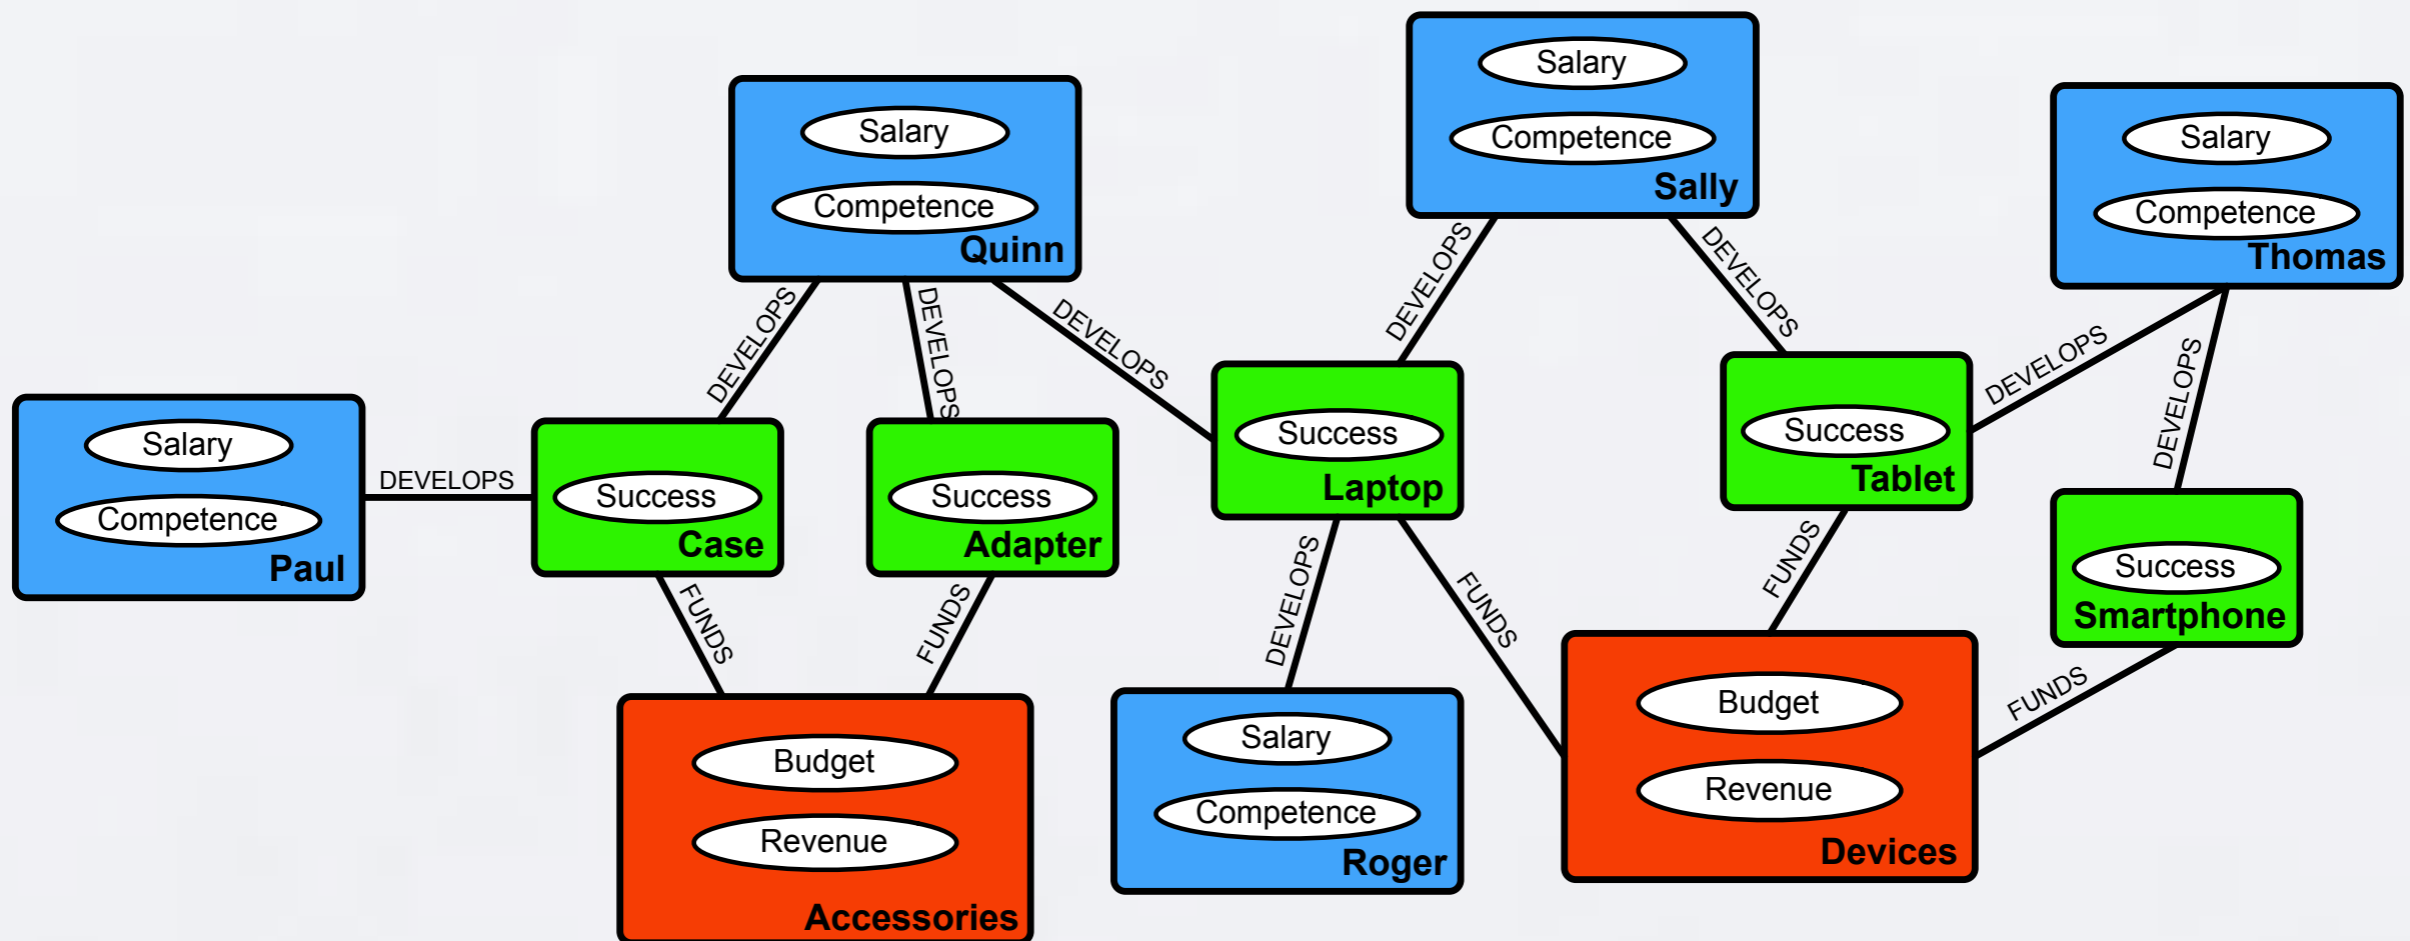 Salary
Competence
Sally
Salary
Competence
Quinn
Salary
Competence
Thomas
DEVELOPS
DEVELOPS
DEVELOPS
DEVELOPS
DEVELOPS
DEVELOPS
DEVELOPS
Salary
Competence
Paul
DEVELOPS
Success
Case
Success
Adapter
Success
Laptop
Success
Tablet
Success
Smartphone
FUNDS
FUNDS
DEVELOPS
FUNDS
FUNDS
FUNDS
Budget
Revenue
Accessories
Salary
Competence
Roger
Budget
Revenue
Devices